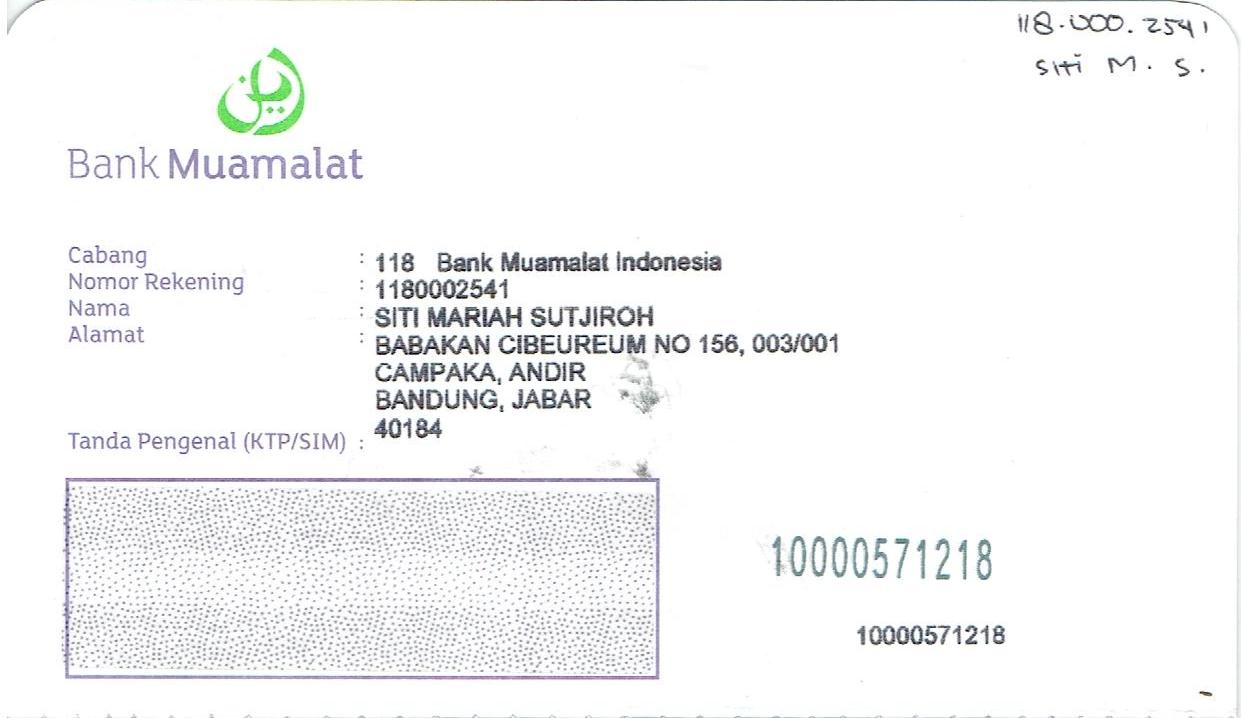 118.000.2541
Siti M. S.
Bank Muamalat
Cabang : 118 Bank Muamalat Indonesia
Nomor Rekening : 1180002541
Nama : SITI MARIAH SUTJIROH
Alamat : BABAKAN CIBEUREUM NO 156, 003/001
CAMPAKA, ANDIR
BANDUNG, JABAR
40184
Tanda Pengenal (KTP/SIM) :
10000571218
10000571218